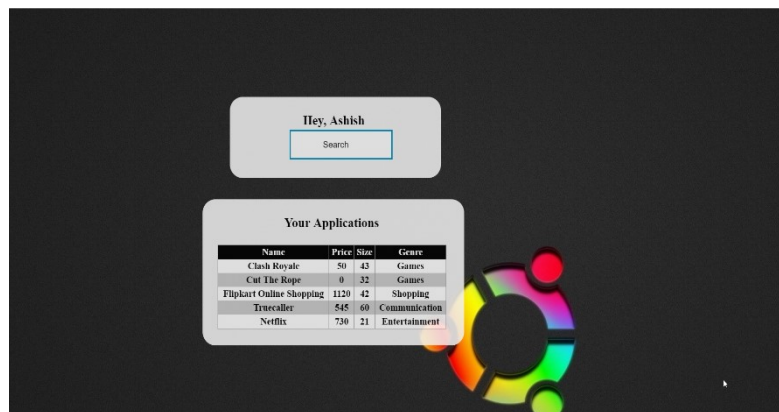 Hey, Ashish
Search
Your Applications
Name Price Size Genre
Clash Royale 50 43 Games
Cut The Rope 0 32 Games
Flipkart Online Shopping 1120 42 Shopping
Truecaller 545 60 Communication
Netflix 730 21 Entertainment